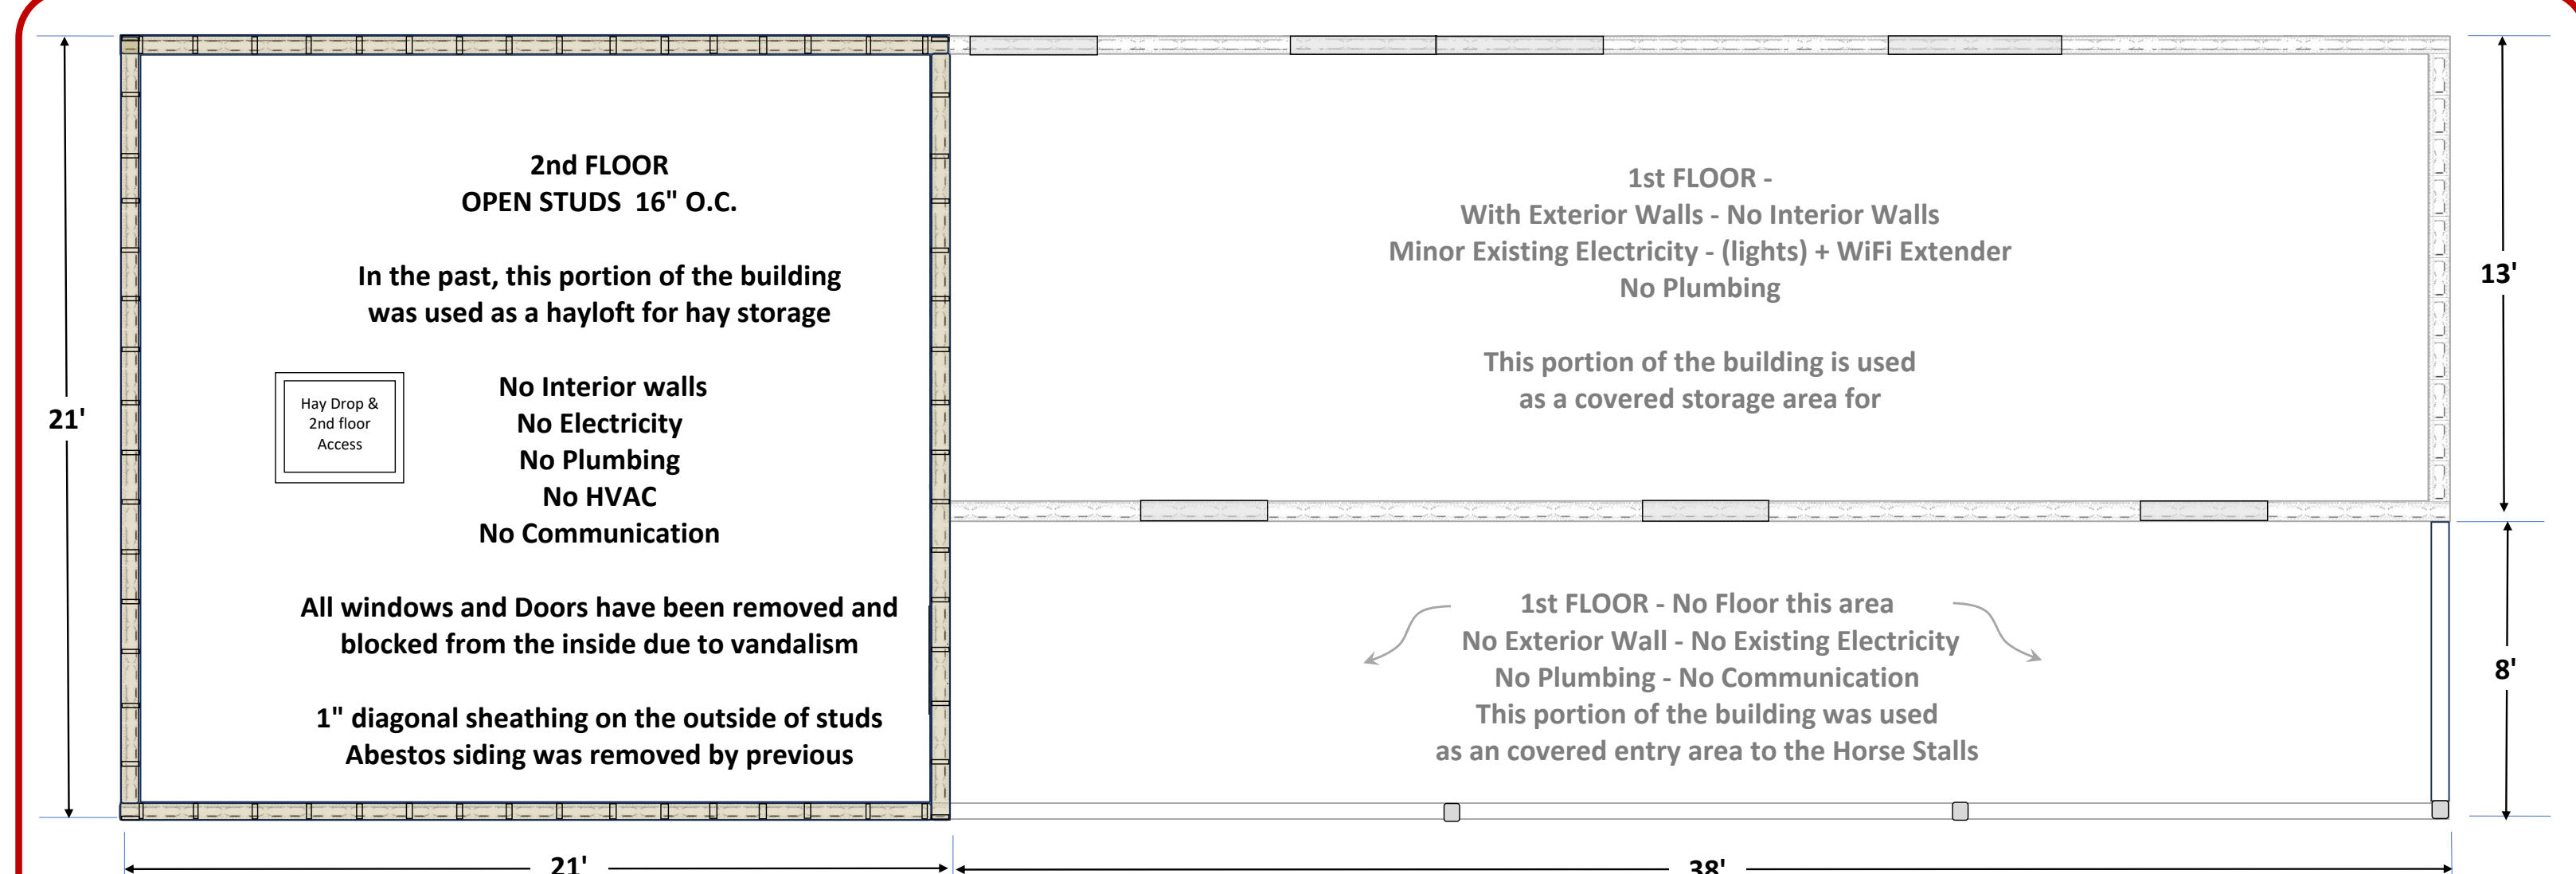 2nd FLOOR
OPEN STUDS 16" O.C.
In the past, this portion of the building
was used as a hayloft for hay storage
No Interior walls
No Electricity
No Plumbing
No HVAC
No Communication
All windows and Doors have been removed and
blocked from the inside due to vandalism
1" diagonal sheathing on the outside of studs
Abestos siding was removed by previous
Hay Drop &
2nd floor
Access
21'
1st FLOOR -
With Exterior Walls - No Interior Walls
Minor Existing Electricity - (lights) + WiFi Extender
No Plumbing
This portion of the building is used
as a covered storage area for
13'
1st FLOOR - No Floor this area
No Exterior Wall - No Existing Electricity
No Plumbing - No Communication
This portion of the building was used
as an covered entry area to the Horse Stalls
8'
21'
38'